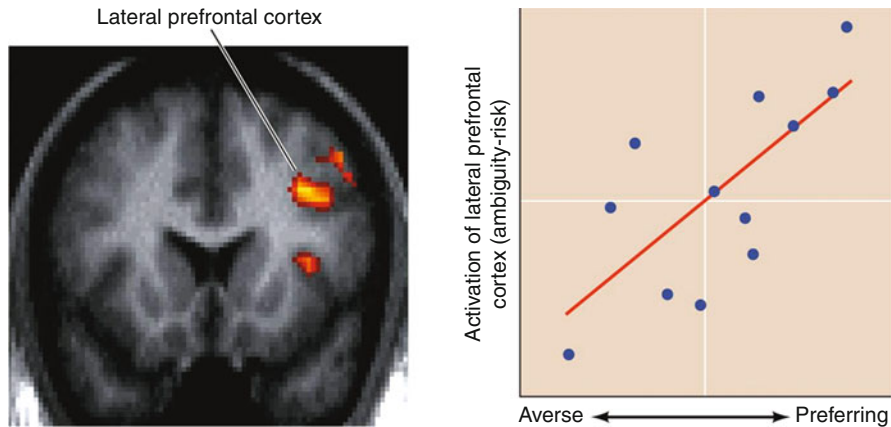 Lateral prefrontal cortex
Activation of lateral prefrontal
cortex (ambiguity-risk)
Averse
Preferring